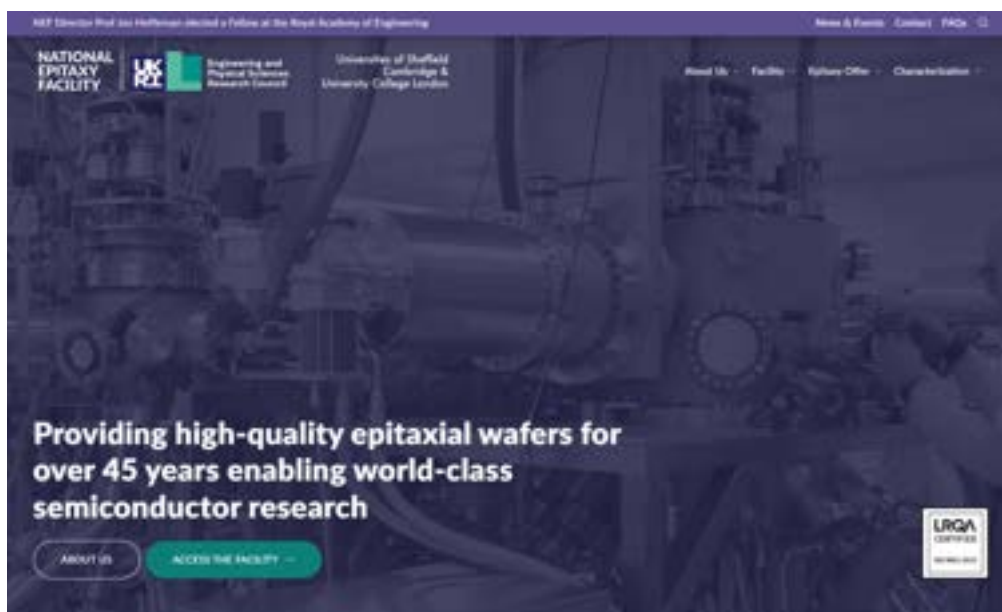 NEF Director Prof Jon Heffernan elected a Fellow at the Royal Academy of Engineering
News & Events Contact FAQs
NATIONAL
EPITAXY
FACILITY
UK
RI
Engineering and
Physical Sciences
Research Council
Universities of Sheffield
Cambridge &
University College London
About Us Facility Epitaxy Offer Characterization
Providing high-quality epitaxial wafers for
over 45 years enabling world-class
semiconductor research
ABOUT US
ACCESS THE FACILITY
LRQA
CERTIFIED